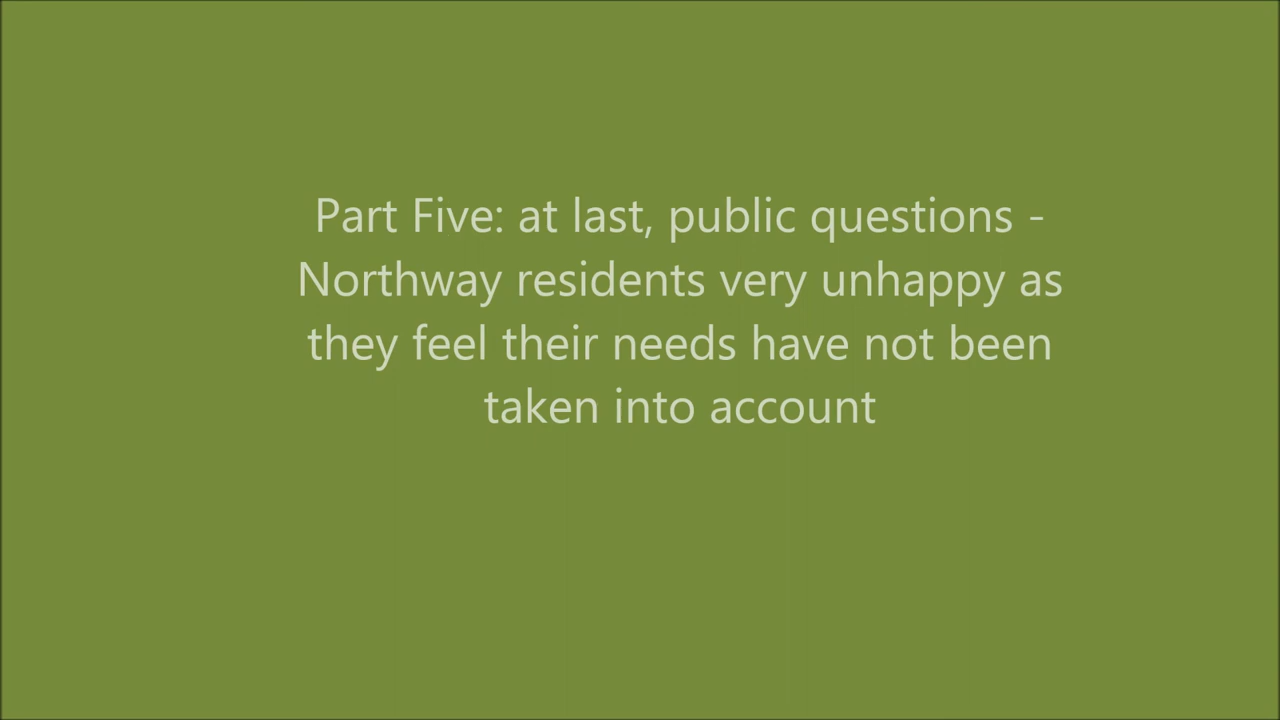 Part Five: at last, public questions -
Northway residents very unhappy as
they feel their needs have not been
taken into account